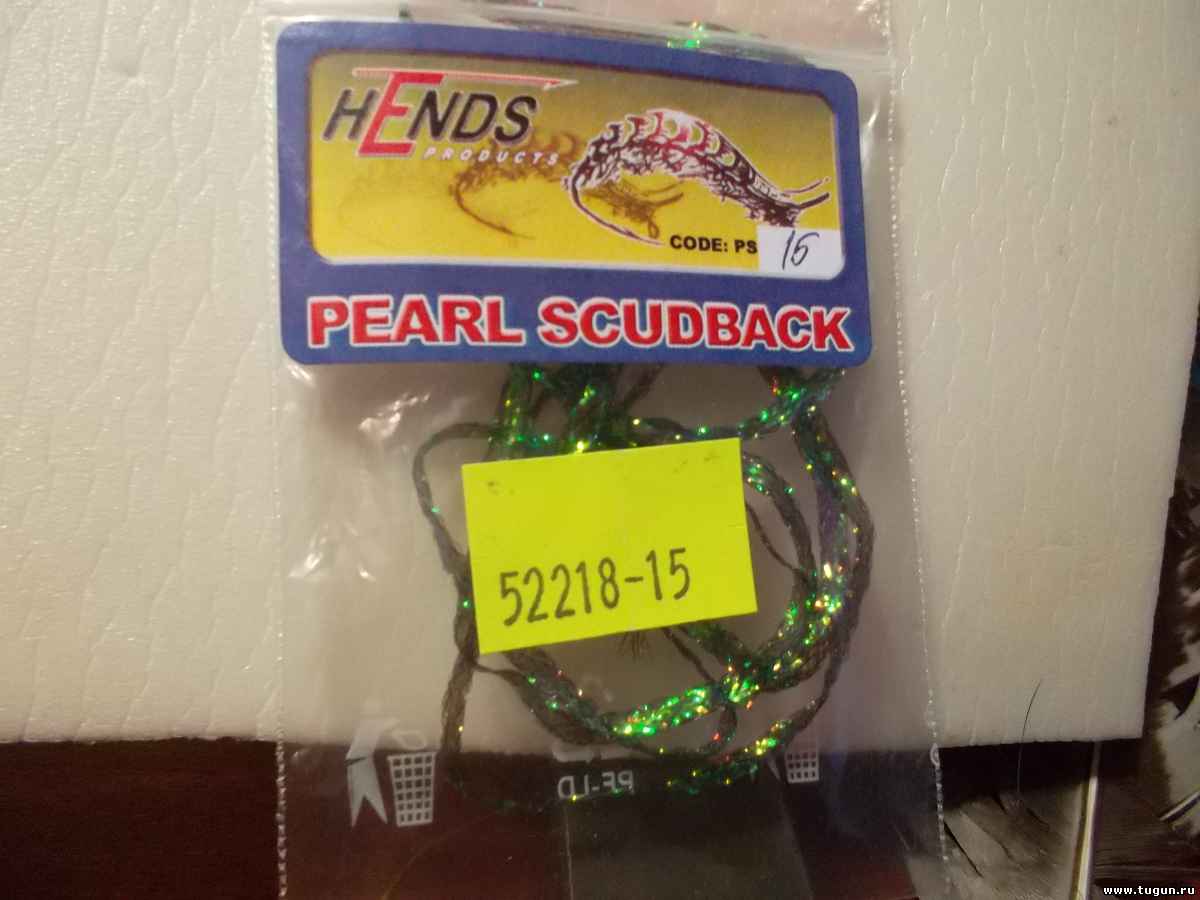 HENDS
PRODUCTS
CODE: PS 15
PEARL SCUDBACK
52218-15
PE-LD
www.tugun.ru